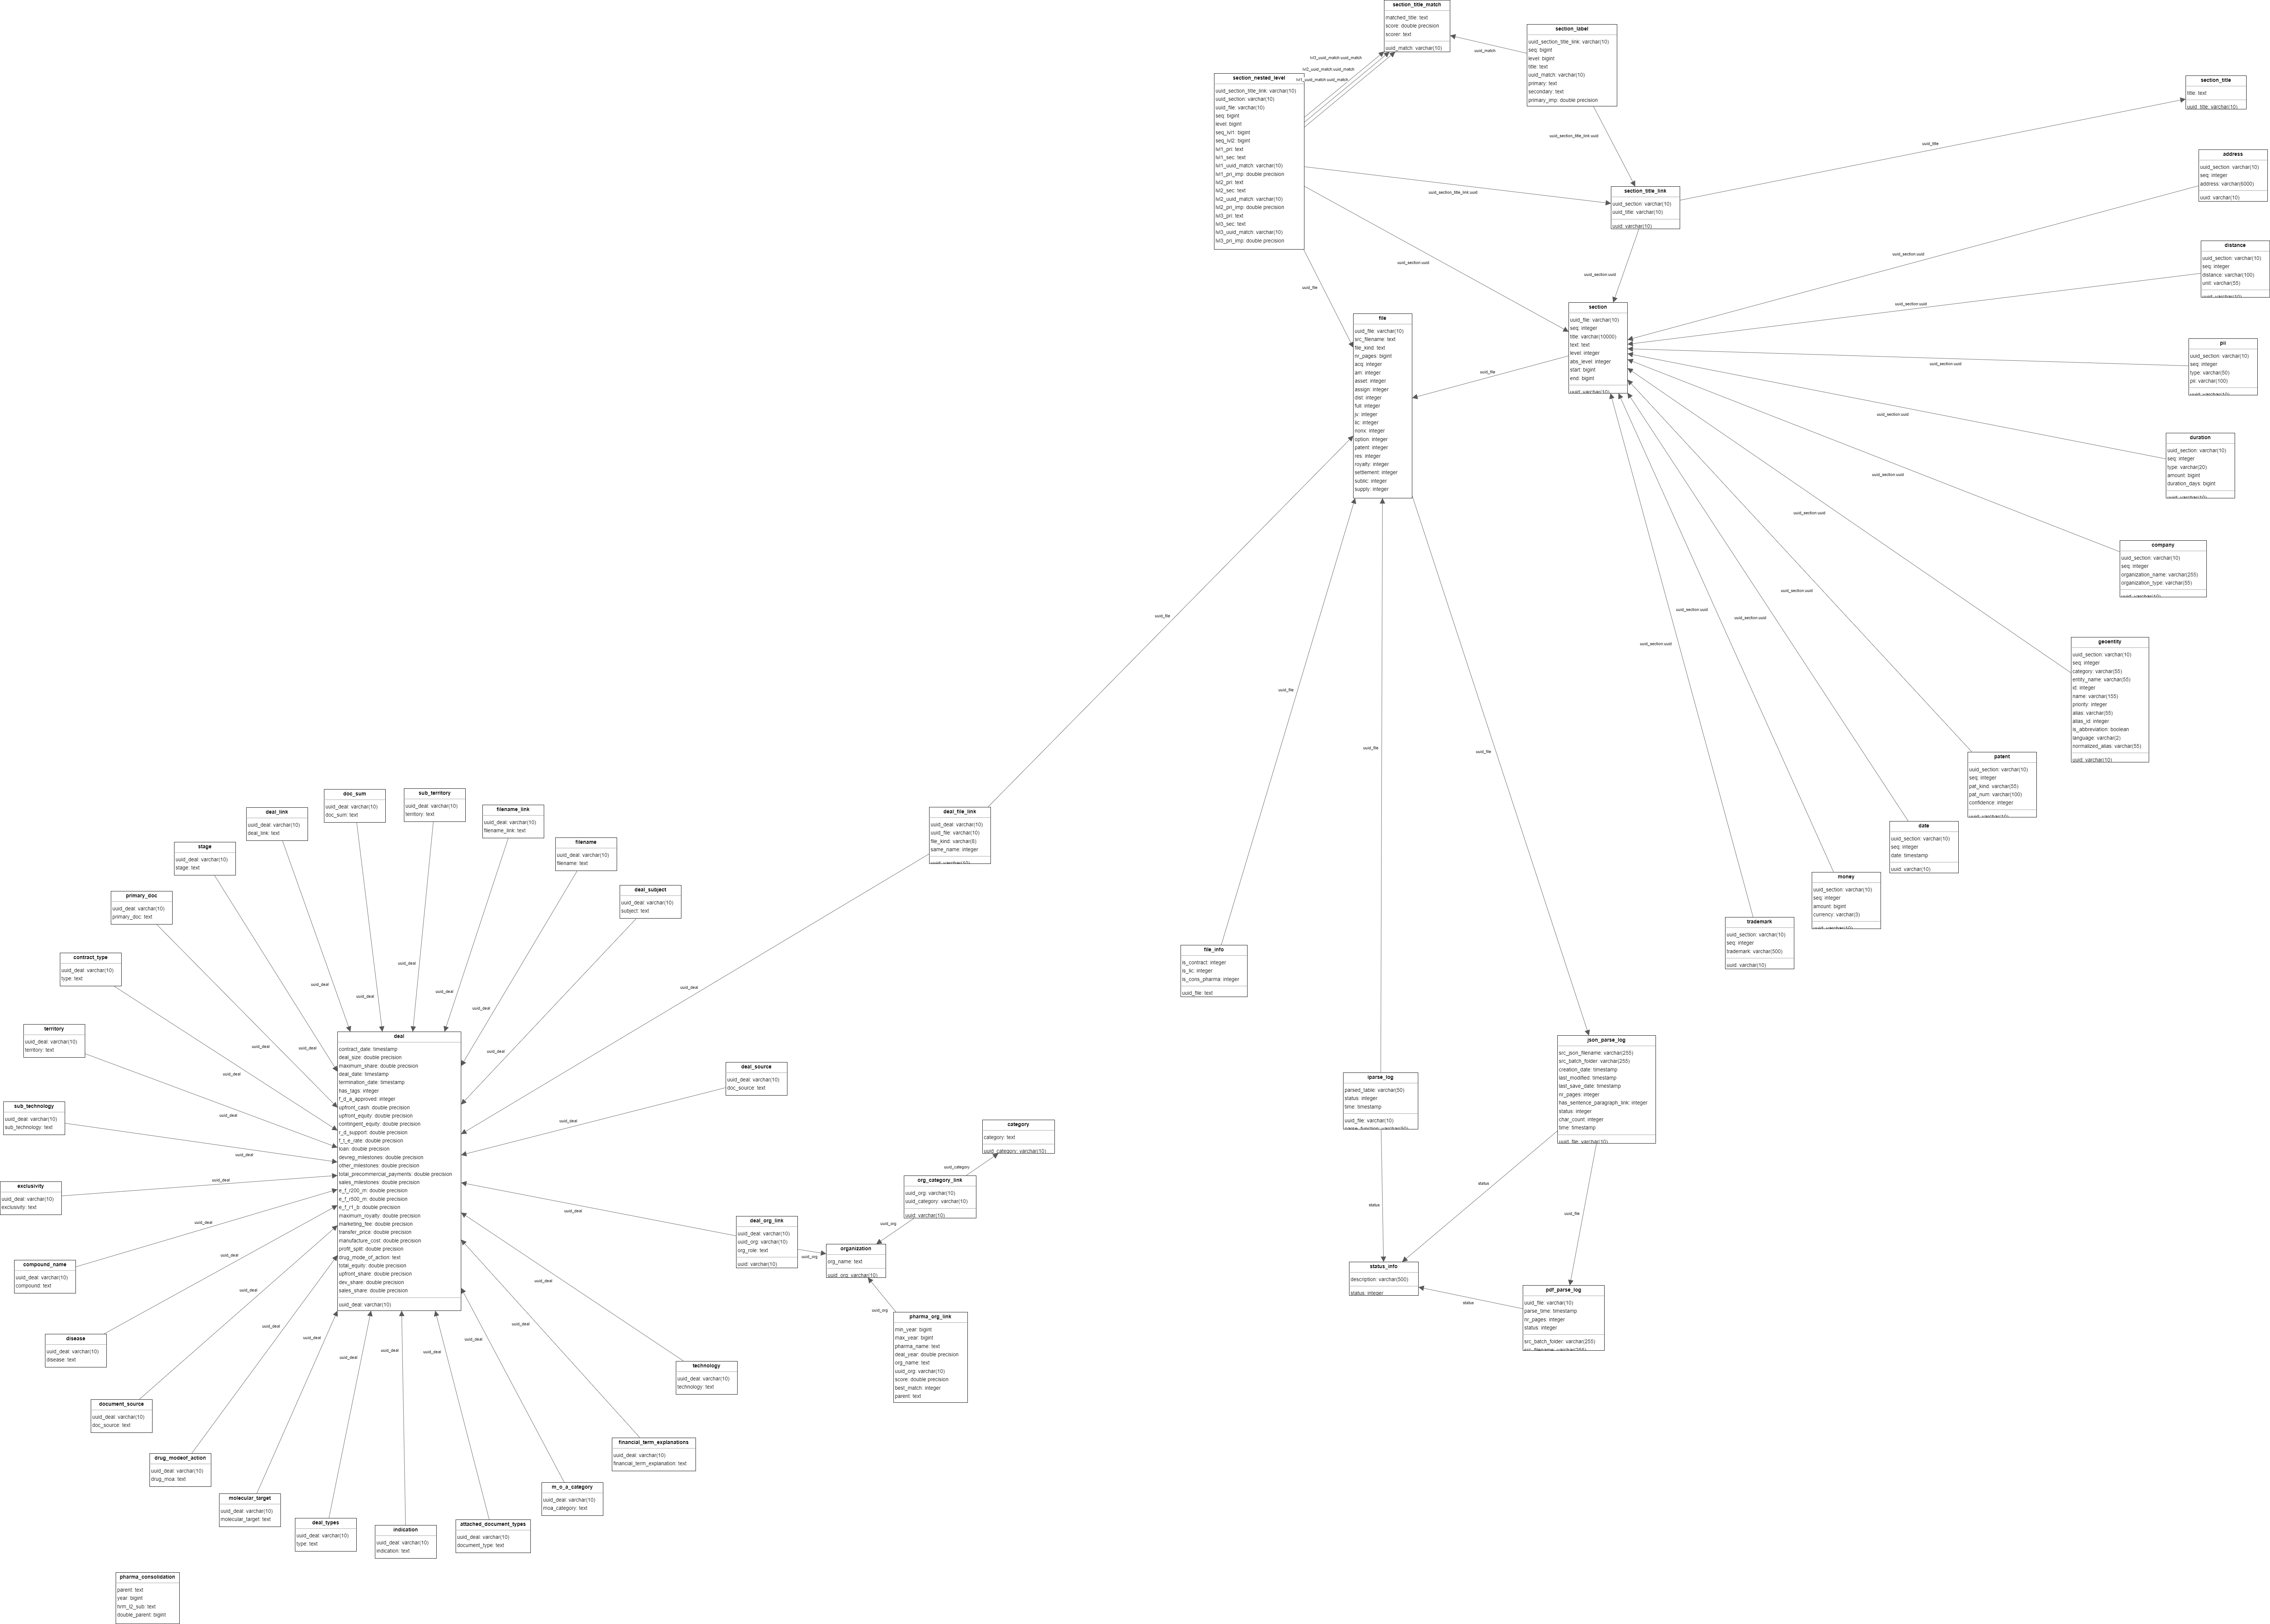 section_title_match
matched_title: text
score: double precision
scorer: text
uuid_match: varchar(10)
section_label
uuid_section_title_link: varchar(10)
seq: bigint
level: bigint
title: text
uuid_match: varchar(10)
primary: text
secondary: text
primary_imp: double precision
uuid_match
lvl3_uuid_match:uuid_match
lvl2_uuid_match:uuid_match
lvl1_uuid_match:uuid_match
section_nested_level
uuid_section_title_link: varchar(10)
uuid_section: varchar(10)
uuid_file: varchar(10)
seq: bigint
level: bigint
seq_lvl1: bigint
seq_lvl2: bigint
lvl1_pri: text
lvl1_sec: text
lvl1_uuid_match: varchar(10)
lvl1_pri_imp: double precision
lvl2_pri: text
lvl2_sec: text
lvl2_uuid_match: varchar(10)
lvl2_pri_imp: double precision
lvl3_pri: text
lvl3_sec: text
lvl3_uuid_match: varchar(10)
lvl3_pri_imp: double precision
section_title
title: text
uuid_title: varchar(10)
uuid_section_title_link:uuid
uuid_title
address
uuid_section: varchar(10)
seq: integer
address: varchar(6000)
uuid: varchar(10)
section_title_link
uuid_section: varchar(10)
uuid_title: varchar(10)
uuid: varchar(10)
uuid_section_title_link:uuid
distance
uuid_section: varchar(10)
seq: integer
distance: varchar(100)
unit: varchar(55)
uuid: varchar(10)
uuid_section:uuid
uuid_section:uuid
uuid_section:uuid
uuid_file
uuid_section:uuid
section
uuid_file: varchar(10)
seq: integer
title: varchar(10000)
text: text
level: integer
abs_level: integer
start: bigint
end: bigint
uuid: varchar(10)
file
uuid_file: varchar(10)
src_filename: text
file_kind: text
nr_pages: bigint
acq: integer
am: integer
asset: integer
assign: integer
dist: integer
full: integer
jv: integer
lic: integer
nonx: integer
option: integer
patent: integer
res: integer
royalty: integer
settlement: integer
sublic: integer
supply: integer
pii
uuid_section: varchar(10)
seq: integer
type: varchar(50)
pii: varchar(100)
uuid: varchar(10)
uuid_section:uuid
uuid_file
uuid_section:uuid
duration
uuid_section: varchar(10)
seq: integer
type: varchar(20)
amount: bigint
duration_days: bigint
uuid: varchar(10)
uuid_section:uuid
uuid_section:uuid
company
uuid_section: varchar(10)
seq: integer
organization_name: varchar(255)
organization_type: varchar(55)
uuid: varchar(10)
uuid_section:uuid
uuid_section:uuid
uuid_section:uuid
uuid_file
geoentity
uuid_section: varchar(10)
seq: integer
category: varchar(55)
entity_name: varchar(55)
id: integer
name: varchar(155)
priority: integer
alias: varchar(55)
alias_id: integer
is_abbreviation: boolean
language: varchar(2)
normalized_alias: varchar(55)
uuid: varchar(10)
uuid_file
uuid_file
uuid_file
patent
uuid_section: varchar(10)
seq: integer
pat_kind: varchar(55)
pat_num: varchar(100)
confidence: integer
uuid: varchar(10)
date
uuid_section: varchar(10)
seq: integer
date: timestamp
uuid: varchar(10)
money
uuid_section: varchar(10)
seq: integer
amount: bigint
currency: varchar(3)
uuid: varchar(10)
trademark
uuid_section: varchar(10)
seq: integer
trademark: varchar(500)
uuid: varchar(10)
doc_sum
uuid_deal: varchar(10)
doc_sum: text
sub_territory
uuid_deal: varchar(10)
territory: text
deal_link
uuid_deal: varchar(10)
deal_link: text
filename_link
uuid_deal: varchar(10)
filename_link: text
deal_file_link
uuid_deal: varchar(10)
uuid_file: varchar(10)
file_kind: varchar(8)
same_name: integer
uuid: varchar(10)
stage
uuid_deal: varchar(10)
stage: text
filename
uuid_deal: varchar(10)
filename: text
primary_doc
uuid_deal: varchar(10)
primary_doc: text
deal_subject
uuid_deal: varchar(10)
subject: text
contract_type
uuid_deal: varchar(10)
type: text
file_info
is_contract: integer
is_lic: integer
is_cons_pharma: integer
uuid_file: text
uuid_deal
uuid_deal
uuid_deal
uuid_deal
uuid_deal
uuid_deal
uuid_deal
territory
uuid_deal: varchar(10)
territory: text
uuid_deal
uuid_deal
uuid_deal
uuid_deal
deal
contract_date: timestamp
deal_size: double precision
maximum_share: double precision
deal_date: timestamp
termination_date: timestamp
has_tags: integer
f_d_a_approved: integer
upfront_cash: double precision
upfront_equity: double precision
contingent_equity: double precision
r_d_support: double precision
f_t_e_rate: double precision
loan: double precision
devreg_milestones: double precision
other_milestones: double precision
total_precommercial_payments: double precision
sales_milestones: double precision
e_f_r200_m: double precision
e_f_r500_m: double precision
e_f_r1_b: double precision
maximum_royalty: double precision
marketing_fee: double precision
transfer_price: double precision
manufacture_cost: double precision
profit_split: double precision
drug_mode_of_action: text
total_equity: double precision
upfront_share: double precision
dev_share: double precision
sales_share: double precision
uuid_deal: varchar(10)
deal_source
uuid_deal: varchar(10)
doc_source: text
json_parse_log
src_json_filename: varchar(255)
src_batch_folder: varchar(255)
creation_date: timestamp
last_modified: timestamp
last_save_date: timestamp
nr_pages: integer
has_sentence_paragraph_link: integer
status: integer
char_count: integer
time: timestamp
uuid_file: varchar(10)
iparse_log
parsed_table: varchar(50)
status: integer
time: timestamp
uuid_file: varchar(10)
parse_function: varchar(50)
sub_technology
uuid_deal: varchar(10)
sub_technology: text
uuid_deal
uuid_deal
uuid_deal
uuid_deal
category
category: text
uuid_category: varchar(10)
uuid_category
exclusivity
uuid_deal: varchar(10)
exclusivity: text
org_category_link
uuid_org: varchar(10)
uuid_category: varchar(10)
uuid: varchar(10)
status
status
uuid_file
uuid_deal
uuid_deal
deal_org_link
uuid_deal: varchar(10)
uuid_org: varchar(10)
org_role: text
uuid: varchar(10)
uuid_org
uuid_org
organization
org_name: text
uuid_org: varchar(10)
compound_name
uuid_deal: varchar(10)
compound: text
uuid_deal
uuid_deal
status_info
description: varchar(500)
status: integer
status
pdf_parse_log
uuid_file: varchar(10)
parse_time: timestamp
nr_pages: integer
status: integer
src_batch_folder: varchar(255)
src_filename: varchar(255)
uuid_org
pharma_org_link
min_year: bigint
max_year: bigint
pharma_name: text
deal_year: double precision
org_name: text
uuid_org: varchar(10)
score: double precision
best_match: integer
parent: text
uuid_deal
uuid_deal
uuid_deal
uuid_deal
uuid_deal
uuid_deal
uuid_deal
disease
uuid_deal: varchar(10)
disease: text
technology
uuid_deal: varchar(10)
technology: text
document_source
uuid_deal: varchar(10)
doc_source: text
financial_term_explanations
uuid_deal: varchar(10)
financial_term_explanation: text
drug_modeof_action
uuid_deal: varchar(10)
drug_moa: text
m_o_a_category
uuid_deal: varchar(10)
moa_category: text
molecular_target
uuid_deal: varchar(10)
molecular_target: text
deal_types
uuid_deal: varchar(10)
type: text
indication
uuid_deal: varchar(10)
indication: text
attached_document_types
uuid_deal: varchar(10)
document_type: text
pharma_consolidation
parent: text
year: bigint
hrm_l2_sub: text
double_parent: bigint